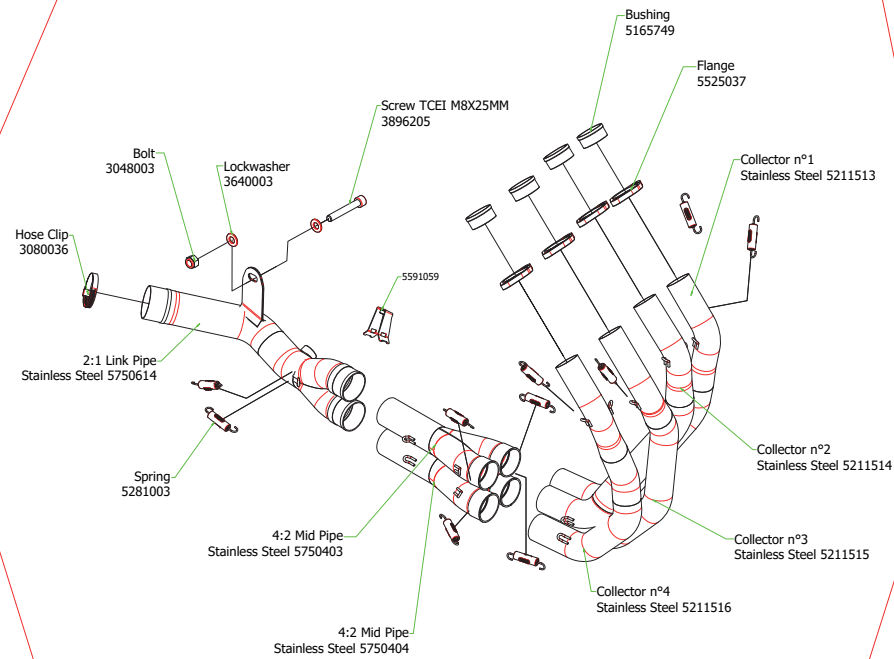 Bushing
5165749
Flange
5525037
Screw TCEI M8X25MM
3896205
Bolt
3048003
Lockwasher
3640003
Collector n°1
Stainless Steel 5211513
Hose Clip
3080036
5591059
2:1 Link Pipe
Stainless Steel 5750614
Collector n°2
Stainless Steel 5211514
Spring
5281003
4:2 Mid Pipe
Stainless Steel 5750403
Collector n°3
Stainless Steel 5211515
Collector n°4
Stainless Steel 5211516
4:2 Mid Pipe
Stainless Steel 5750404